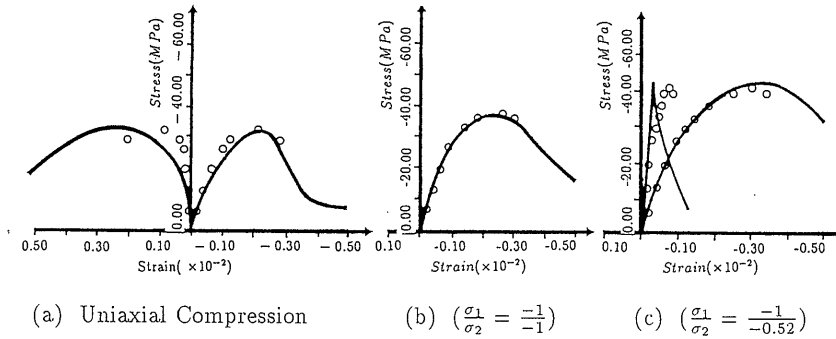 Stress(MPa)
0.00 -20.00 -40.00 -60.00
0.50 0.30 0.10 -0.10 -0.30 -0.50
Strain( ×10⁻²)
(a) Uniaxial Compression
Stress(MPa)
0.00 -20.00 -40.00 -60.00
0.10 -0.10 -0.30 -0.50
Strain(×10⁻²)
(b) (σ₁/σ₂ = -1/-1)
Stress(MPa)
0.00 -20.00 -40.00 -60.00
0.10 -0.10 -0.30 -0.50
Strain(×10⁻²)
(c) (σ₁/σ₂ = -1/-0.52)